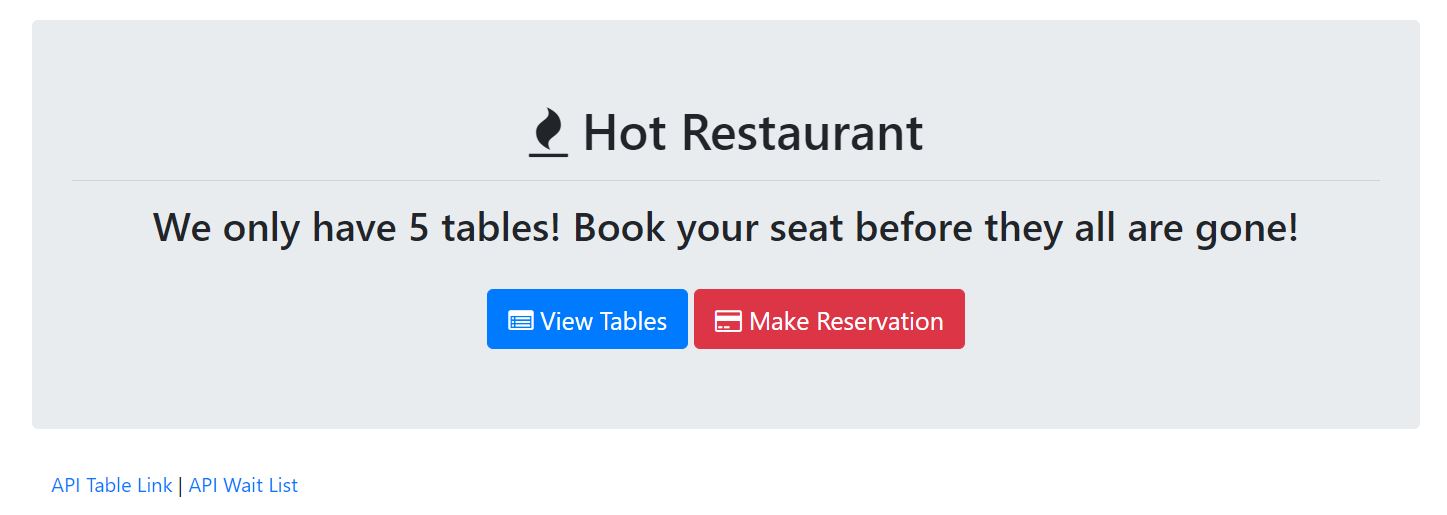 Hot Restaurant
We only have 5 tables! Book your seat before they all are gone!
View Tables Make Reservation
API Table Link | API Wait List